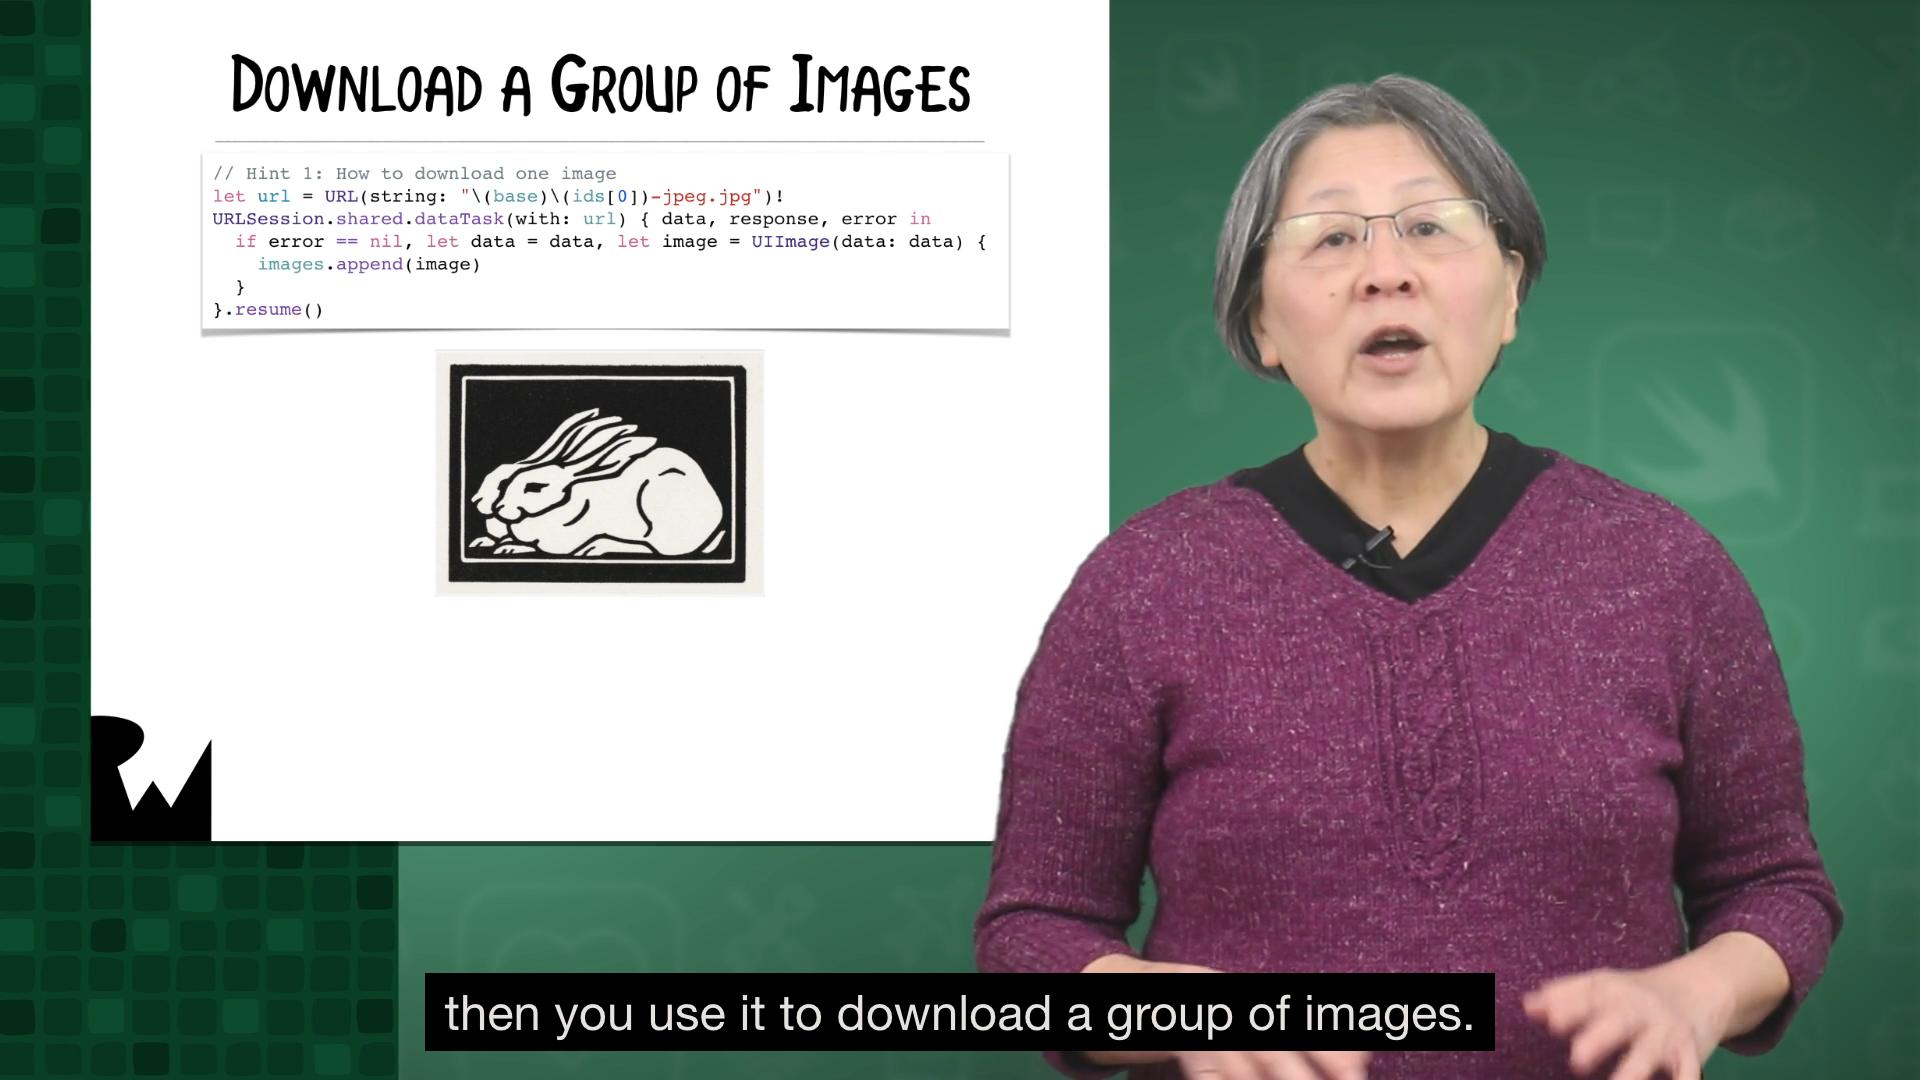 DOWNLOAD A GROUP OF IMAGES
// Hint 1: How to download one image
let url = URL(string: "\(base)\(ids[0])-jpeg.jpg")!
URLSession.shared.dataTask(with: url) { data, response, error in
  if error == nil, let data = data, let image = UIImage(data: data) {
    images.append(image)
  }
}.resume()
RW
then you use it to download a group of images.